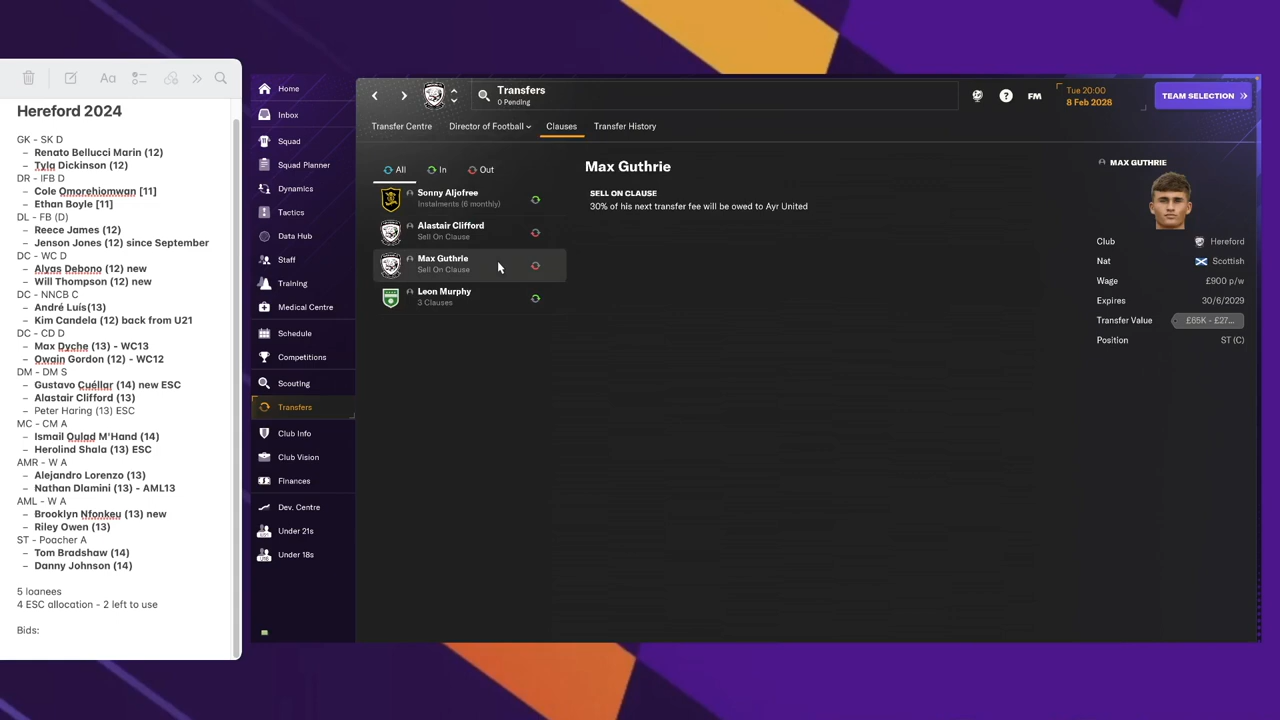 Aa
Hereford 2024
GK - SK D
– Renato Bellucci Marin (12)
– Tyla Dickinson (12)
DR - IFB D
– Cole Omorehiomwan [11]
– Ethan Boyle [11]
DL - FB (D)
– Reece James (12)
– Jenson Jones (12) since September
DC - WC D
– Alyas Debono (12) new
– Will Thompson (12) new
DC - NNCB C
– André Luís(13)
– Kim Candela (12) back from U21
DC - CD D
– Max Dyche (13) - WC13
– Owain Gordon (12) - WC12
DM - DM S
– Gustavo Cuéllar (14) new ESC
– Alastair Clifford (13)
– Peter Haring (13) ESC
MC - CM A
– Ismail Oulad M'Hand (14)
– Herolind Shala (13) ESC
AMR - W A
– Alejandro Lorenzo (13)
– Nathan Dlamini (13) - AML13
AML - W A
– Brooklyn Nfonkeu (13) new
– Riley Owen (13)
ST - Poacher A
– Tom Bradshaw (14)
– Danny Johnson (14)
5 loanees
4 ESC allocation - 2 left to use
Bids:
Home
Inbox
Squad
Squad Planner
Dynamics
Tactics
Data Hub
Staff
Training
Medical Centre
Schedule
Competitions
Scouting
Transfers
Club Info
Club Vision
Finances
Dev. Centre
Under 21s
Under 18s
Transfers
0 Pending
FM
Tue 20:00
8 Feb 2028
TEAM SELECTION
Transfer Centre
Director of Football
Clauses
Transfer History
All
In
Out
Sonny Aljofree
Instalments (6 monthly)
Alastair Clifford
Sell On Clause
Max Guthrie
Sell On Clause
Leon Murphy
3 Clauses
Max Guthrie
SELL ON CLAUSE
30% of his next transfer fee will be owed to Ayr United
MAX GUTHRIE
Club Hereford
Nat Scottish
Wage £900 p/w
Expires 30/6/2029
Transfer Value £65K - £27...
Position ST (C)